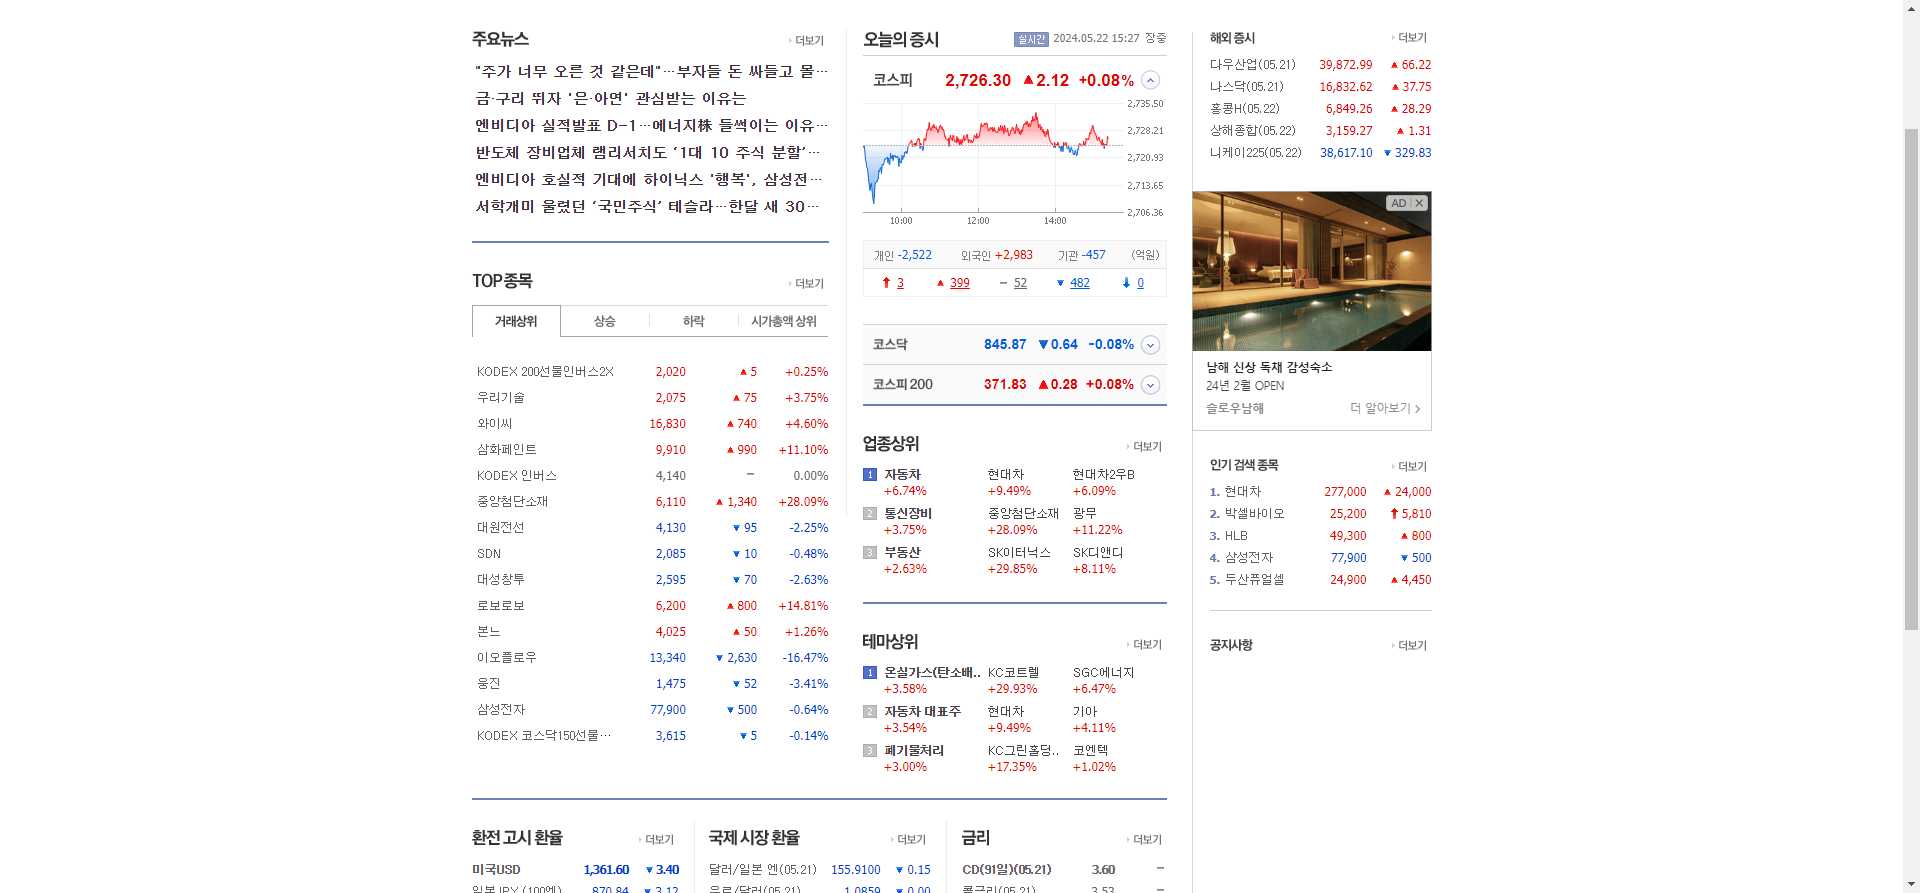 주요뉴스
더보기
"주가 너무 오른 것 같은데"…부자들 돈 싸들고 몰…
금·구리 뛰자 '은·아연' 관심받는 이유는
엔비디아 실적발표 D-1…에너지株 들썩이는 이유…
반도체 장비업체 램리서치도 ‘1대 10 주식 분할’…
엔비디아 호실적 기대에 하이닉스 '행복', 삼성전…
서학개미 울렸던 ‘국민주식’ 테슬라…한달 새 30…
TOP 종목
더보기
거래상위 상승 하락 시가총액 상위
KODEX 200선물인버스2X 2,020 ▲ 5 +0.25%
우리기술 2,075 ▲ 75 +3.75%
와이씨 16,830 ▲ 740 +4.60%
삼화페인트 9,910 ▲ 990 +11.10%
KODEX 인버스 4,140 – 0.00%
중앙첨단소재 6,110 ▲ 1,340 +28.09%
대원전선 4,130 ▼ 95 -2.25%
SDN 2,085 ▼ 10 -0.48%
대성창투 2,595 ▼ 70 -2.63%
로보로보 6,200 ▲ 800 +14.81%
본느 4,025 ▲ 50 +1.26%
이오플로우 13,340 ▼ 2,630 -16.47%
웅진 1,475 ▼ 52 -3.41%
삼성전자 77,900 ▼ 500 -0.64%
KODEX 코스닥150선물… 3,615 ▼ 5 -0.14%
오늘의 증시
실시간 2024.05.22 15:27 장중
코스피 2,726.30 ▲ 2.12 +0.08%
2,735.50
2,728.21
2,720.93
2,713.65
2,706.36
10:00 12:00 14:00
개인 -2,522 외국인 +2,983 기관 -457 (억원)
↑ 3 ▲ 399 – 52 ▼ 482 ↓ 0
코스닥 845.87 ▼ 0.64 -0.08%
코스피 200 371.83 ▲ 0.28 +0.08%
업종상위
더보기
1 자동차 현대차 현대차2우B
+6.74% +9.49% +6.09%
2 통신장비 중앙첨단소재 광무
+3.75% +28.09% +11.22%
3 부동산 SK이터닉스 SK디앤디
+2.63% +29.85% +8.11%
테마상위
더보기
1 온실가스(탄소배.. KC코트렐 SGC에너지
+3.58% +29.93% +6.47%
2 자동차 대표주 현대차 기아
+3.54% +9.49% +4.11%
3 폐기물처리 KC그린홀딩.. 코엔텍
+3.00% +17.35% +1.02%
해외 증시
더보기
다우산업(05.21) 39,872.99 ▲ 66.22
나스닥(05.21) 16,832.62 ▲ 37.75
홍콩H(05.22) 6,849.26 ▲ 28.29
상해종합(05.22) 3,159.27 ▲ 1.31
니케이225(05.22) 38,617.10 ▼ 329.83
AD
남해 신상 독채 감성숙소
24년 2월 OPEN
슬로우남해 더 알아보기
인기 검색 종목
더보기
1. 현대차 277,000 ▲ 24,000
2. 박셀바이오 25,200 ↑ 5,810
3. HLB 49,300 ▲ 800
4. 삼성전자 77,900 ▼ 500
5. 두산퓨얼셀 24,900 ▲ 4,450
공지사항
더보기
환전 고시 환율
더보기
미국USD 1,361.60 ▼ 3.40
일본JPY (100엔) 870.84 ▼ 3.12
국제 시장 환율
더보기
달러/일본 엔(05.21) 155.9100 ▼ 0.15
유로/달러(05.21) 1.0859 ▼ 0.00
금리
더보기
CD(91일)(05.21) 3.60 –
콜금리(05.21) 3.53 –